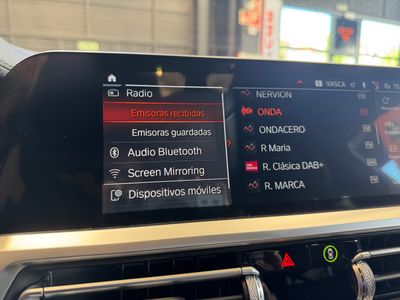 VASCA
Radio
Emisoras recibidas
Emisoras guardadas
Audio Bluetooth
Screen Mirroring
Dispositivos móviles
NERVION
ONDA
ONDACERO
R Maria
R. Clásica DAB+
R. MARCA